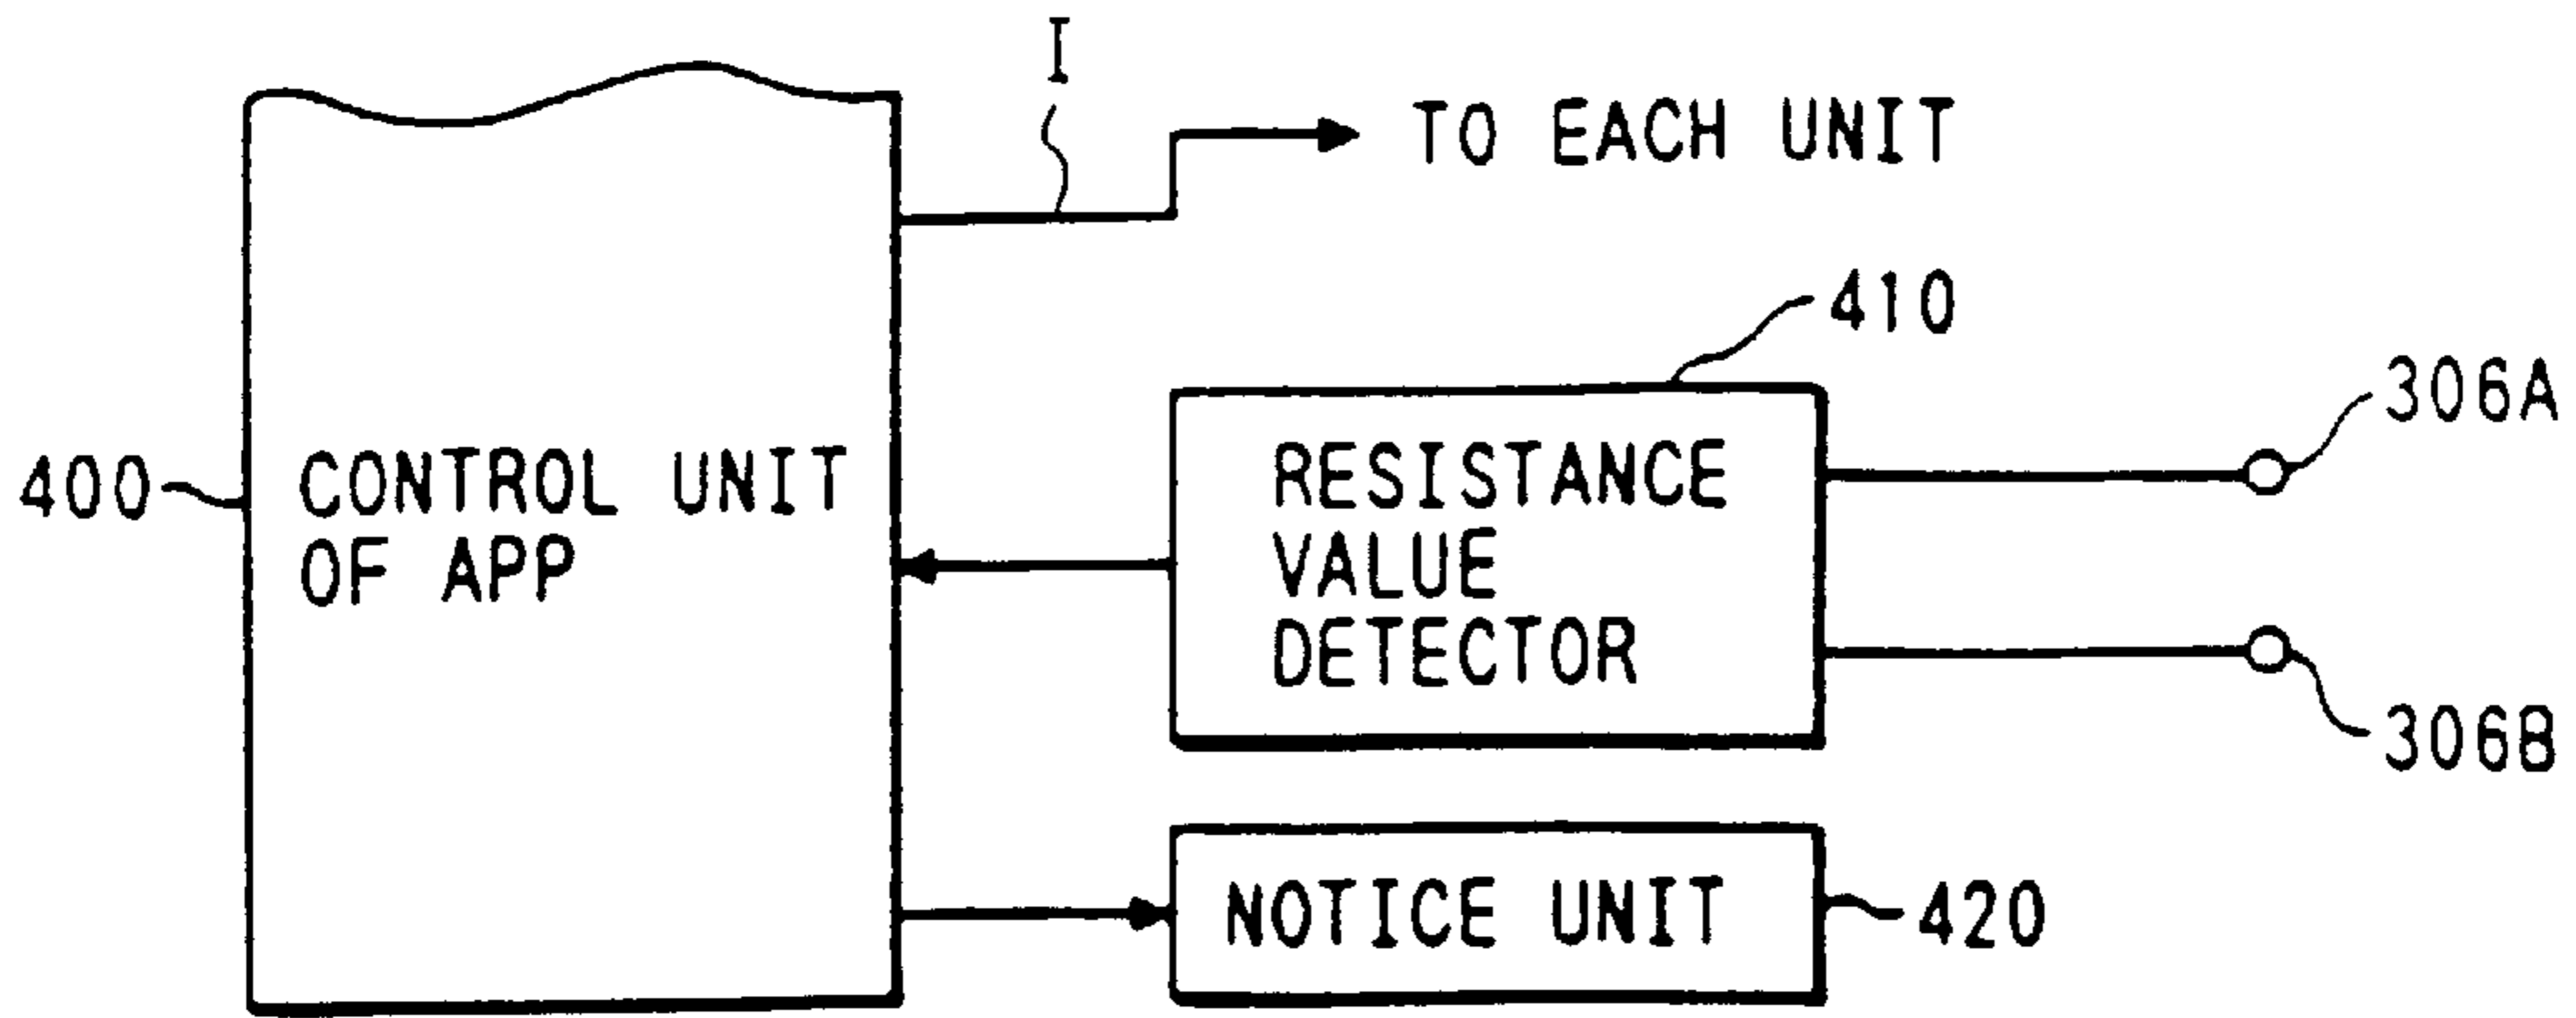 I
TO EACH UNIT
410
306A
400
CONTROL UNIT
OF APP
RESISTANCE
VALUE
DETECTOR
306B
NOTICE UNIT
420